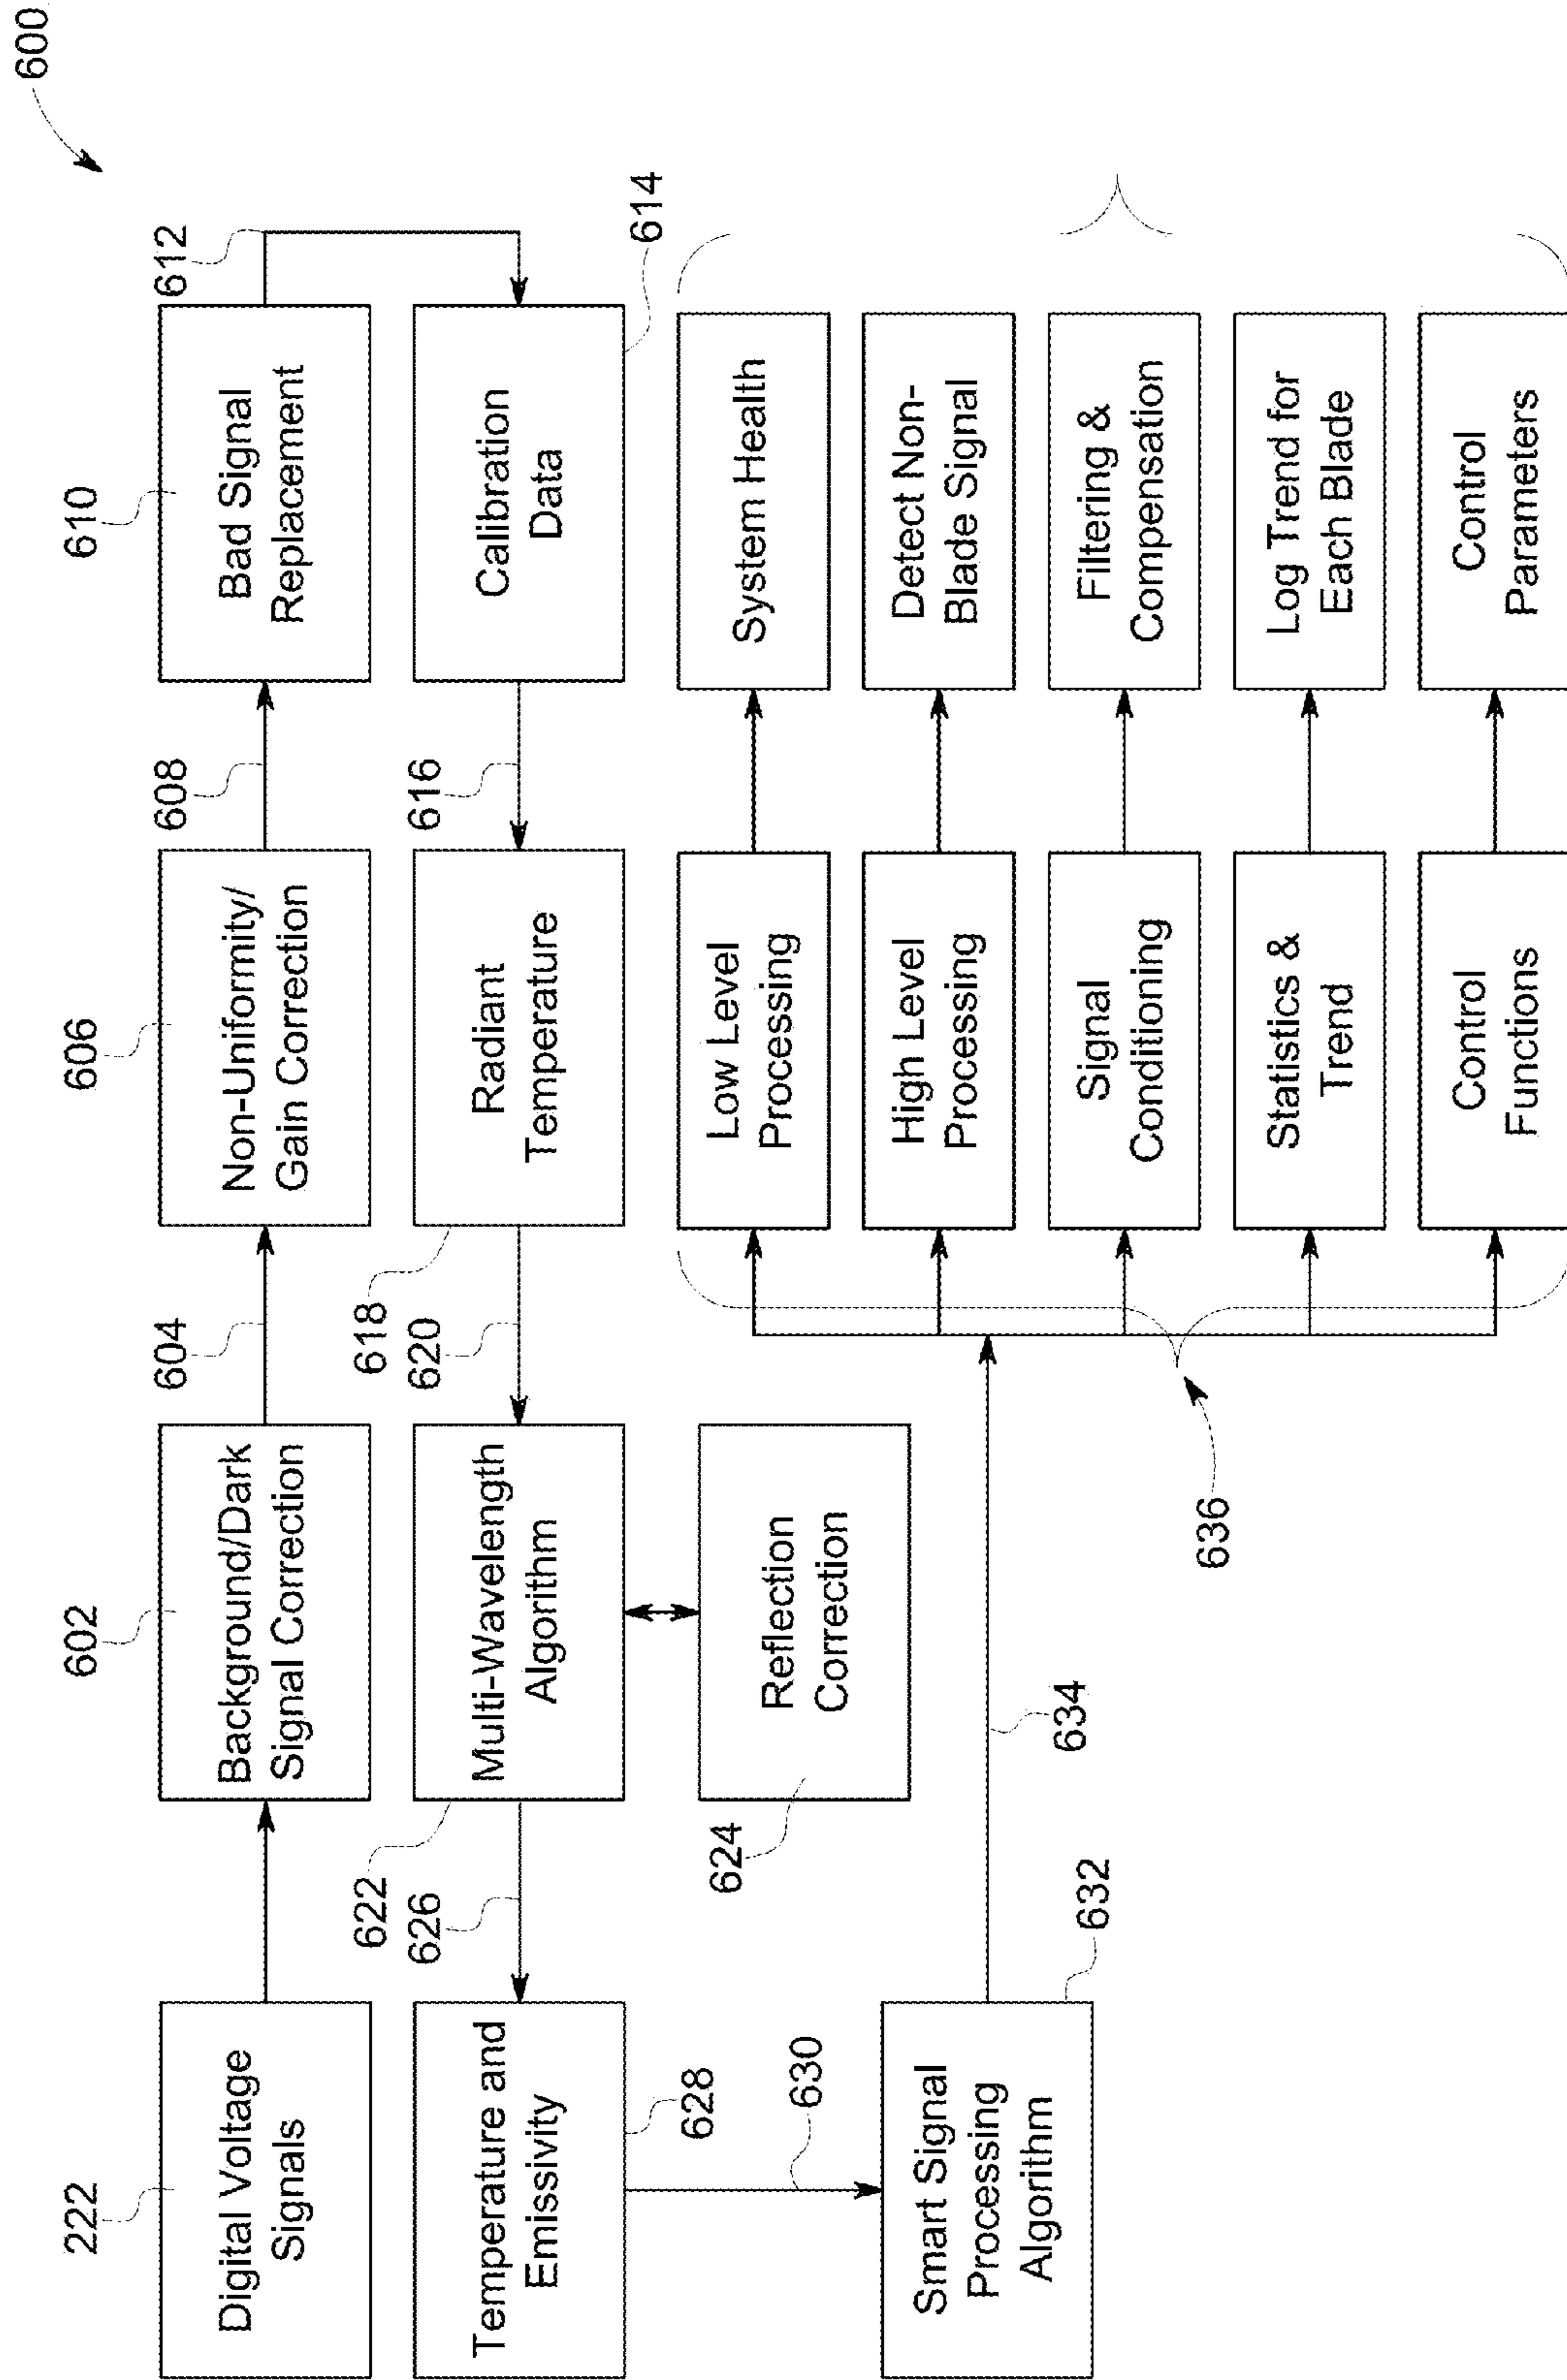 600
222
602
606
610
Digital Voltage
Signals
Background/Dark
Signal Correction
604
Non-Uniformity/
Gain Correction
608
Bad Signal
Replacement
612
622
626
618
620
616
Temperature and
Emissivity
Multi-Wavelength
Algorithm
Radiant
Temperature
Calibration
Data
614
628
630
624
Reflection
Correction
Smart Signal
Processing
Algorithm
632
634
636
Low Level
Processing
System Health
High Level
Processing
Detect Non-
Blade Signal
Signal
Conditioning
Filtering &
Compensation
Statistics &
Trend
Log Trend for
Each Blade
Control
Functions
Control
Parameters